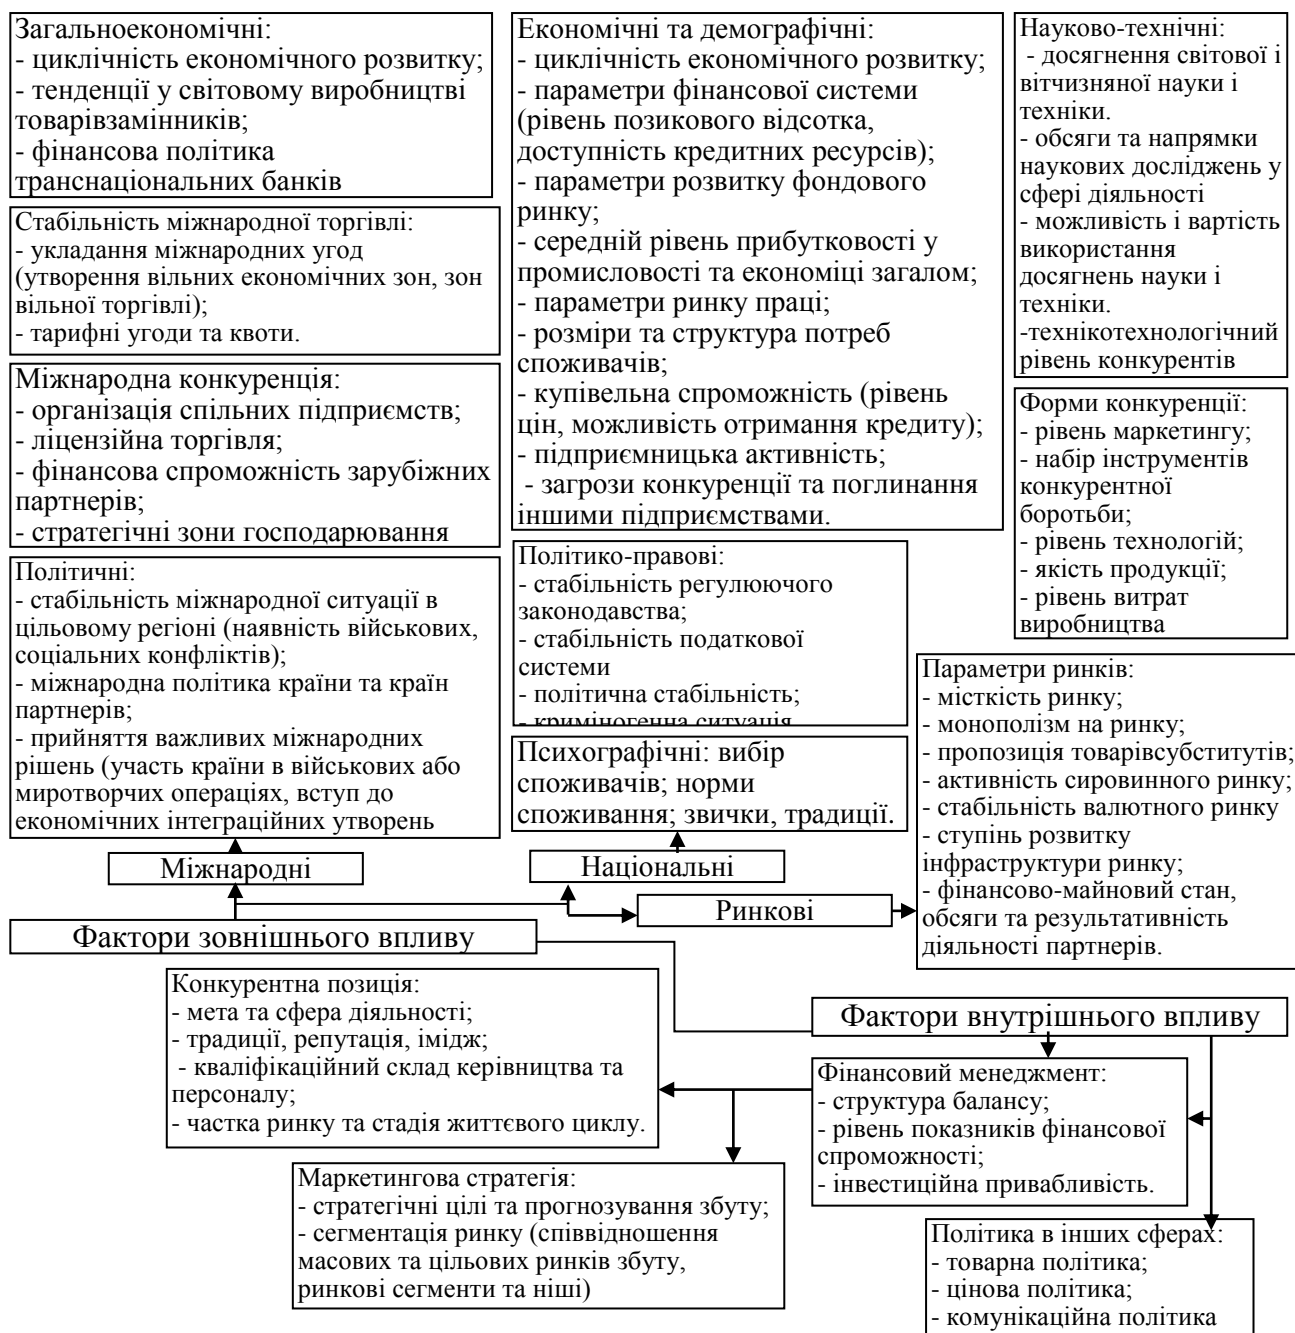 Загальноекономічні:
- циклічність економічного розвитку;
- тенденції у світовому виробництві
товарівзамінників;
- фінансова політика
транснаціональних банків
Стабільність міжнародної торгівлі:
- укладання міжнародних угод
(утворення вільних економічних зон, зон
вільної торгівлі);
- тарифні угоди та квоти.
Міжнародна конкуренція:
- організація спільних підприємств;
- ліцензійна торгівля;
- фінансова спроможність зарубіжних
партнерів;
- стратегічні зони господарювання
Політичні:
- стабільність міжнародної ситуації в
цільовому регіоні (наявність військових,
соціальних конфліктів);
- міжнародна політика країни та країн
партнерів;
- прийняття важливих міжнародних
рішень (участь країни в військових або
миротворчих операціях, вступ до
економічних інтеграційних утворень
Економічні та демографічні:
- циклічність економічного розвитку;
- параметри фінансової системи
(рівень позикового відсотка,
доступність кредитних ресурсів);
- параметри розвитку фондового
ринку;
- середній рівень прибутковості у
промисловості та економіці загалом;
- параметри ринку праці;
- розміри та структура потреб
споживачів;
- купівельна спроможність (рівень
цін, можливість отримання кредиту);
- підприємницька активність;
- загрози конкуренції та поглинання
іншими підприємствами.
Політико-правові:
- стабільність регулюючого
законодавства;
- стабільність податкової
системи
- політична стабільність;
- криміногенна ситуація
Психографічні: вибір
споживачів; норми
споживання; звички, традиції.
Науково-технічні:
- досягнення світової і
вітчизняної науки і
техніки.
- обсяги та напрямки
наукових досліджень у
сфері діяльності
- можливість і вартість
використання
досягнень науки і
техніки.
-технікотехнологічний
рівень конкурентів
Форми конкуренції:
- рівень маркетингу;
- набір інструментів
конкурентної
боротьби;
- рівень технологій;
- якість продукції;
- рівень витрат
виробництва
Параметри ринків:
- місткість ринку;
- монополізм на ринку;
- пропозиція товарівсубститутів;
- активність сировинного ринку;
- стабільність валютного ринку
- ступінь розвитку
інфраструктури ринку;
- фінансово-майновий стан,
обсяги та результативність
діяльності партнерів.
Міжнародні
Національні
Ринкові
Фактори зовнішнього впливу
Конкурентна позиція:
- мета та сфера діяльності;
- традиції, репутація, імідж;
- кваліфікаційний склад керівництва та
персоналу;
- частка ринку та стадія життєвого циклу.
Фактори внутрішнього впливу
Фінансовий менеджмент:
- структура балансу;
- рівень показників фінансової
спроможності;
- інвестиційна привабливість.
Маркетингова стратегія:
- стратегічні цілі та прогнозування збуту;
- сегментація ринку (співвідношення
масових та цільових ринків збуту,
ринкові сегменти та ніші)
Політика в інших сферах:
- товарна політика;
- цінова політика;
- комунікаційна політика